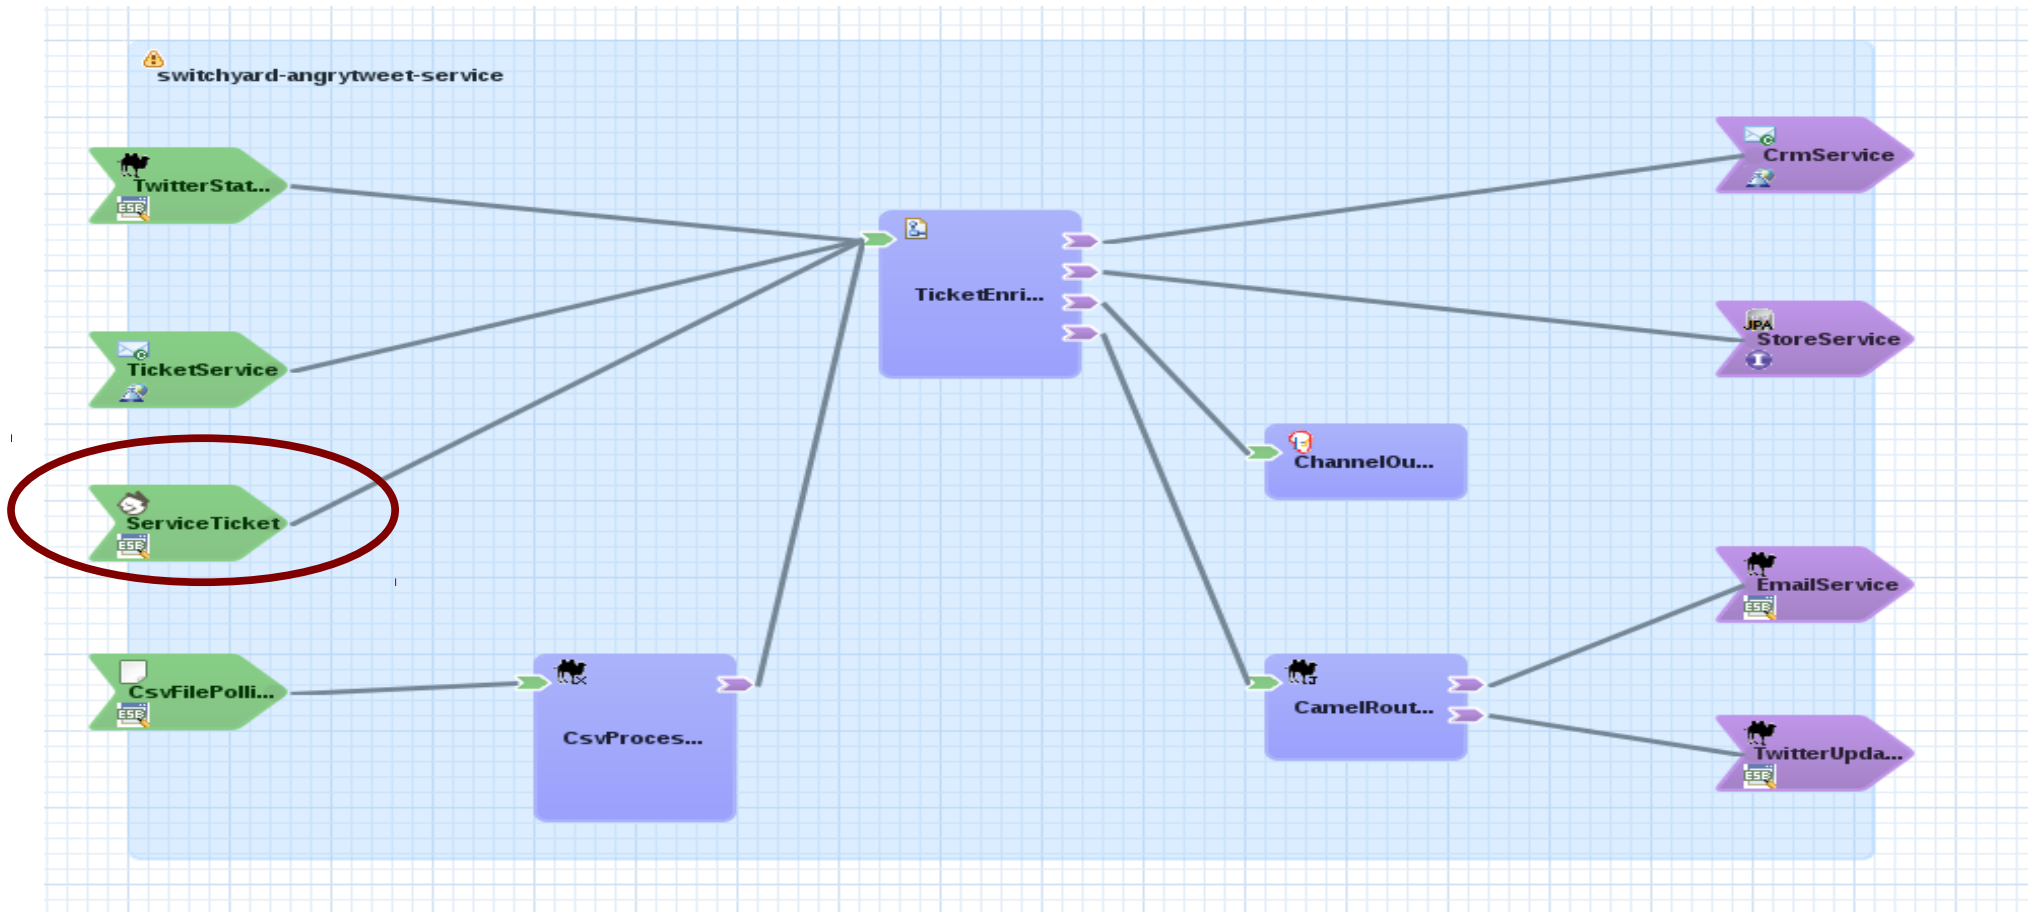 switchyard-angrytweet-service
TwitterStat...
ESB
TicketService
ServiceTicket
ESB
CsvFilePolli...
ESB
CsvProces...
TicketEnri...
ChannelOu...
CamelRout...
CrmService
JPA
StoreService
EmailService
ESB
TwitterUpda...
ESB